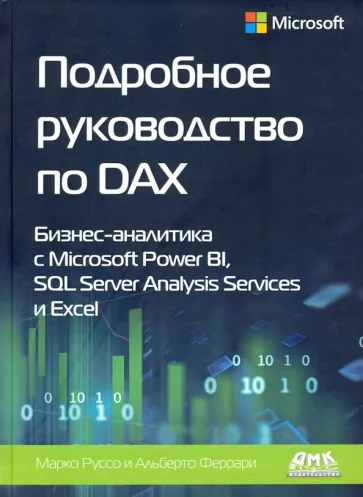 Microsoft
Подробное
руководство
по DAX
Бизнес-аналитика
с Microsoft Power BI,
SQL Server Analysis Services
и Excel
0 10 1 0
0 10 1 0
0 10 1 0
Марко Руссо и Альберто Феррари
ДМК
издательство